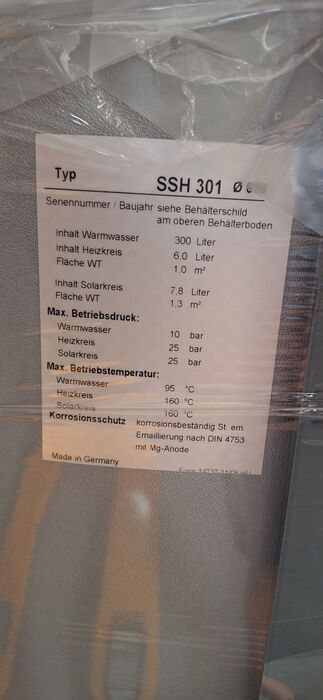 Typ SSH 301 Ø
Seriennummer / Baujahr siehe Behälterschild
am oberen Behälterboden
Inhalt Warmwasser 300 Liter
Inhalt Heizkreis 6,0 Liter
Fläche WT 1,0 m²
Inhalt Solarkreis 7,8 Liter
Fläche WT 1,3 m²
Max. Betriebsdruck:
Warmwasser 10 bar
Heizkreis 25 bar
Solarkreis 25 bar
Max. Betriebstemperatur:
Warmwasser 95 °C
Heizkreis 160 °C
Solarkreis 160 °C
Korrosionsschutz korrosionsbeständig St. em.
Emaillierung nach DIN 4753
mit Mg-Anode
Made in Germany